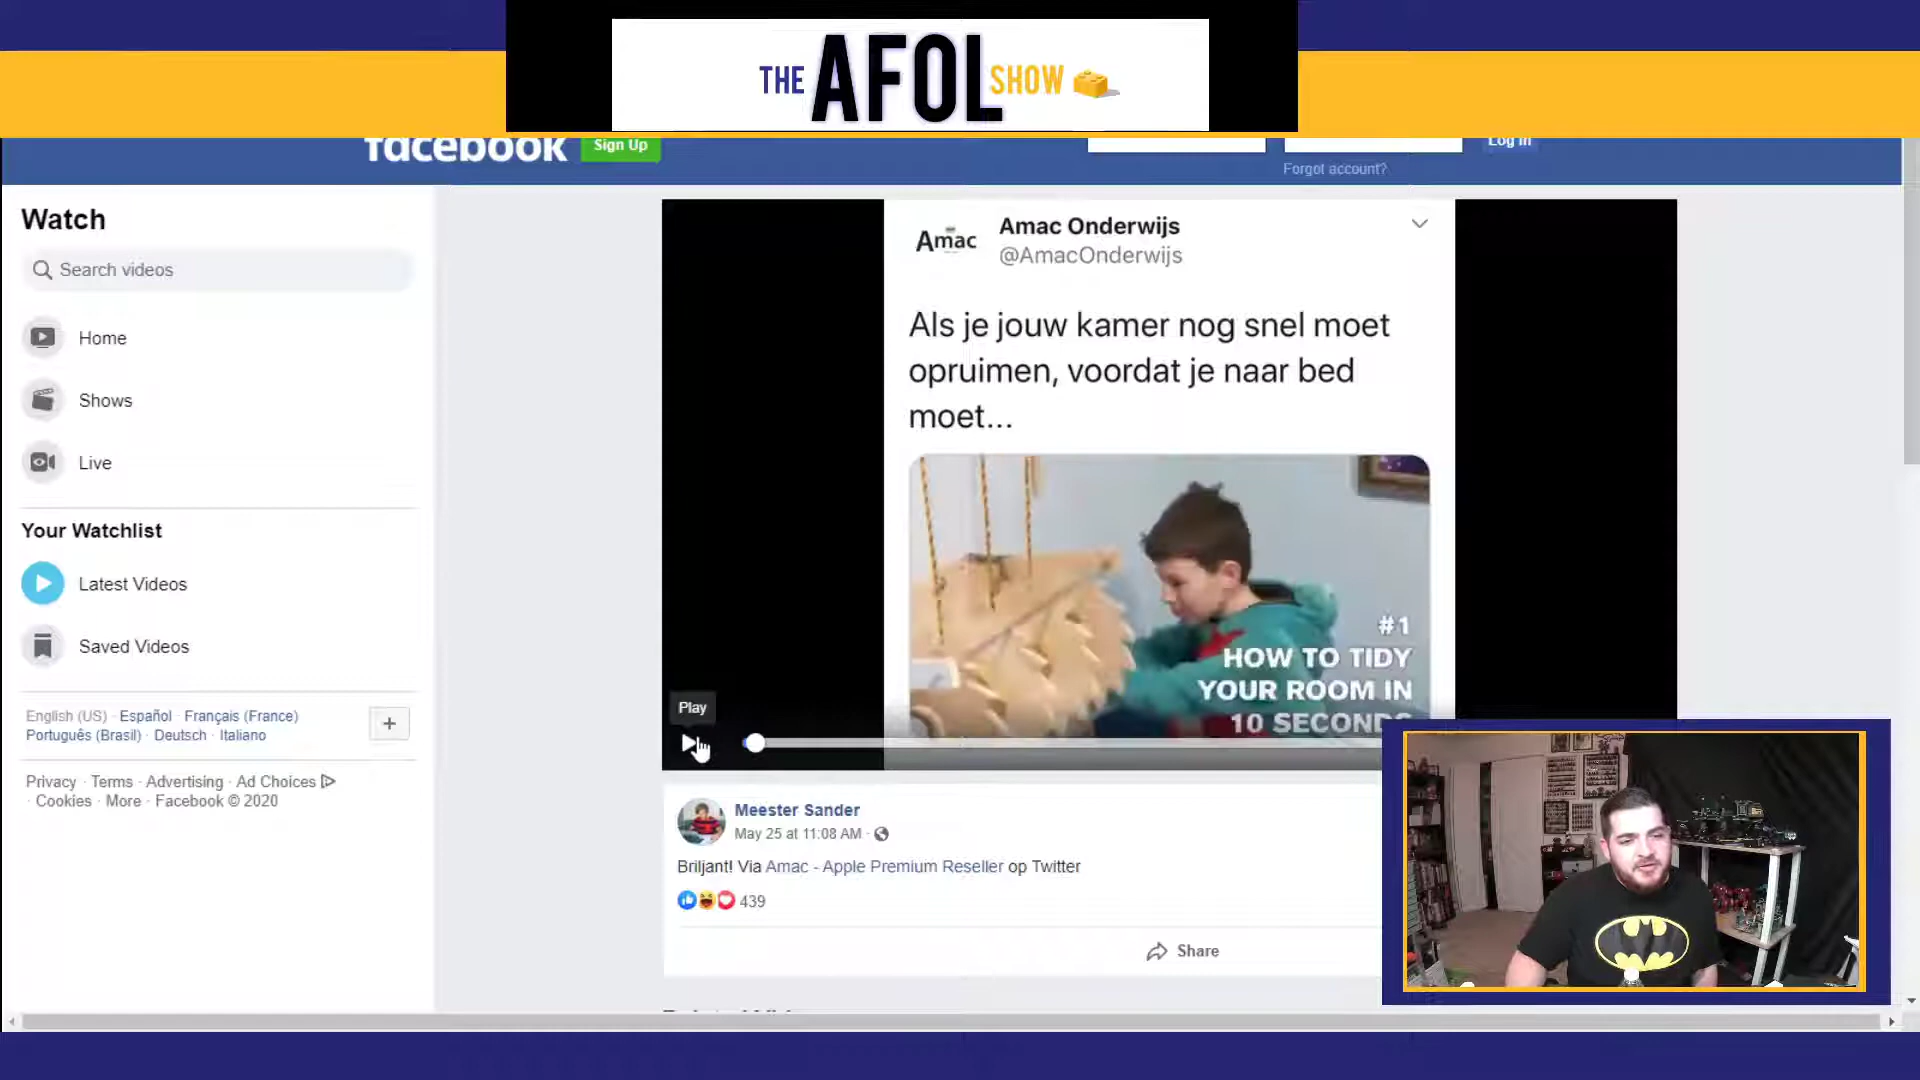 THE AFOL SHOW
facebook
Sign Up
Log In
Forgot account?
Watch
Search videos
Home
Shows
Live
Your Watchlist
Latest Videos
Saved Videos
English (US) · Español · Français (France)
Português (Brasil) · Deutsch · Italiano
+
Privacy · Terms · Advertising · Ad Choices
· Cookies · More · Facebook © 2020
Amac
Amac Onderwijs
@AmacOnderwijs
Als je jouw kamer nog snel moet
opruimen, voordat je naar bed
moet...
#1
HOW TO TIDY
YOUR ROOM IN
10 SECONDS
Play
Meester Sander
May 25 at 11:08 AM ·
Briljant! Via Amac - Apple Premium Reseller op Twitter
439
Share